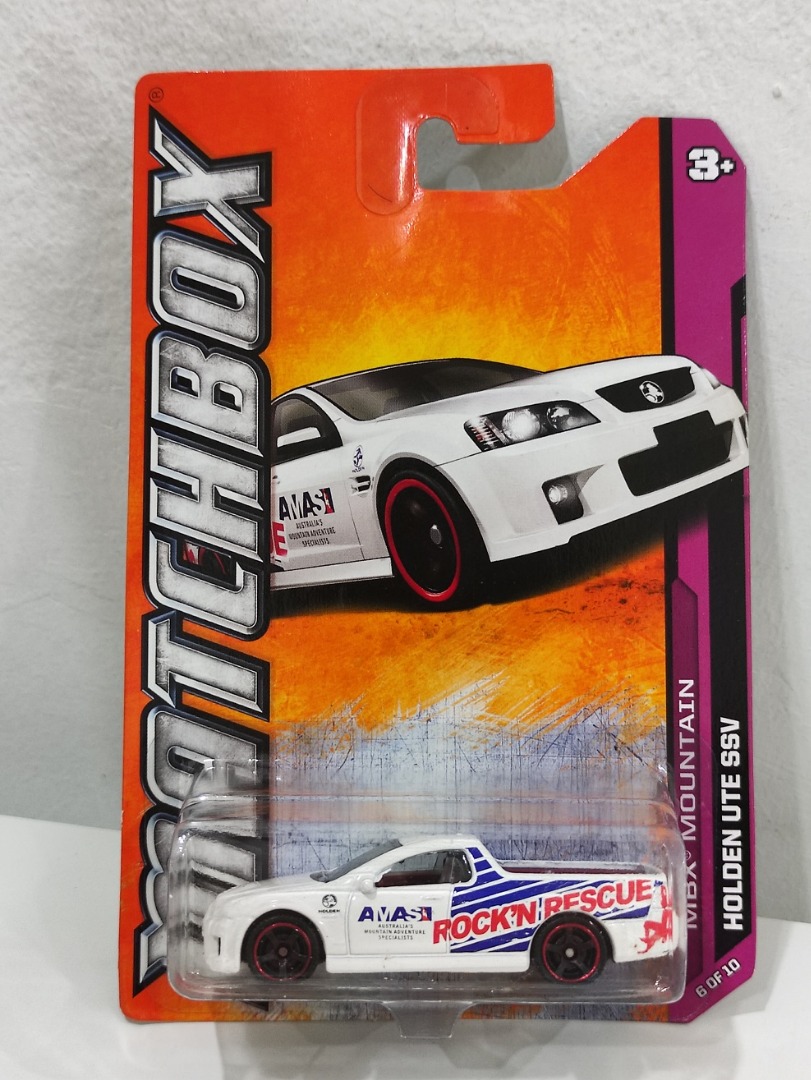 MATCHBOX®
3+
AMAS
AUSTRALIA'S
MOUNTAIN ADVENTURE
SPECIALISTS
HOLDEN
MBX® MOUNTAIN
HOLDEN UTE SSV
6 OF 10
HOLDEN
AMAS
AUSTRALIA'S
MOUNTAIN ADVENTURE
SPECIALISTS
ROCK'N RESCUE